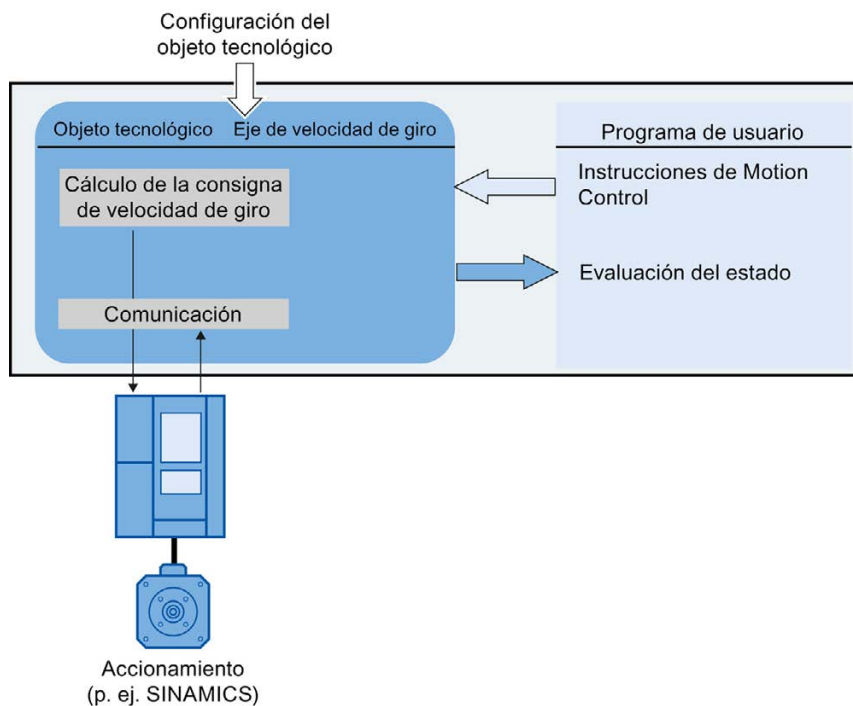 Configuración del
objeto tecnológico
Objeto tecnológico Eje de velocidad de giro
Programa de usuario
Cálculo de la consigna
de velocidad de giro
Instrucciones de Motion
Control
Evaluación del estado
Comunicación
Accionamiento
(p. ej. SINAMICS)